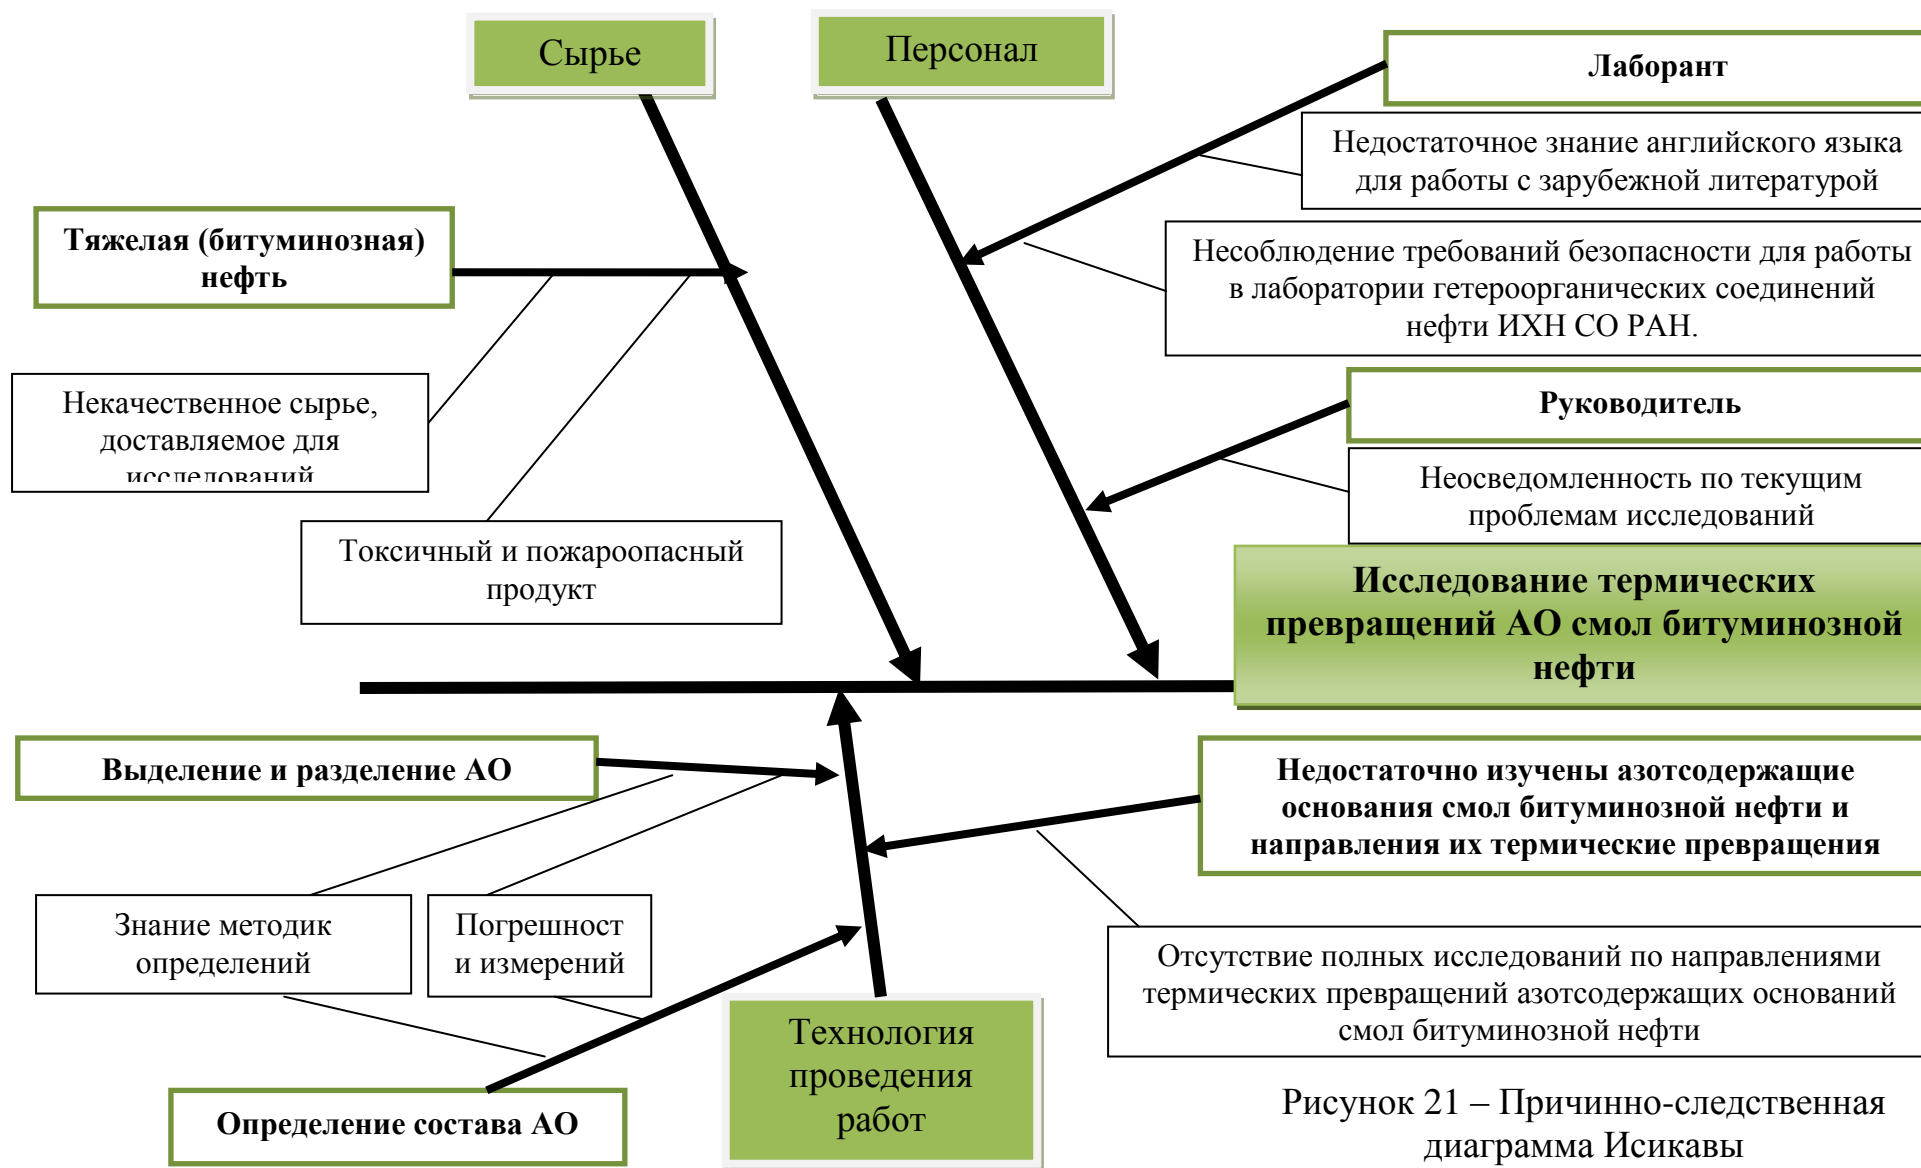 Сырье
Персонал
Лаборант
Недостаточное знание английского языка
для работы с зарубежной литературой
Тяжелая (битуминозная)
нефть
Несоблюдение требований безопасности для работы
в лаборатории гетероорганических соединений
нефти ИХН СО РАН.
Некачественное сырье,
доставляемое для
исследований
Руководитель
Неосведомленность по текущим
проблемам исследований
Токсичный и пожароопасный
продукт
Исследование термических
превращений АО смол битуминозной
нефти
Выделение и разделение АО
Недостаточно изучены азотсодержащие
основания смол битуминозной нефти и
направления их термические превращения
Знание методик
определений
Погрешност
и измерений
Отсутствие полных исследований по направлениями
термических превращений азотсодержащих оснований
смол битуминозной нефти
Технология
проведения
работ
Определение состава АО
Рисунок 21 – Причинно-следственная
диаграмма Исикавы